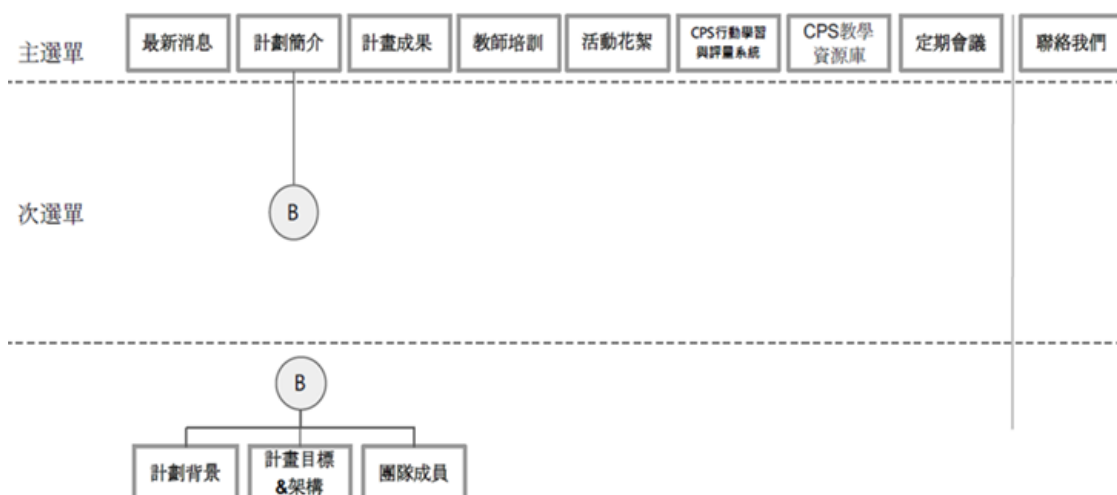 主選單
最新消息
計劃簡介
計畫成果
教師培訓
活動花絮
CPS行動學習
與評量系統
CPS教學
資源庫
定期會議
聯絡我們
次選單
B
B
計劃背景
計畫目標
&架構
團隊成員